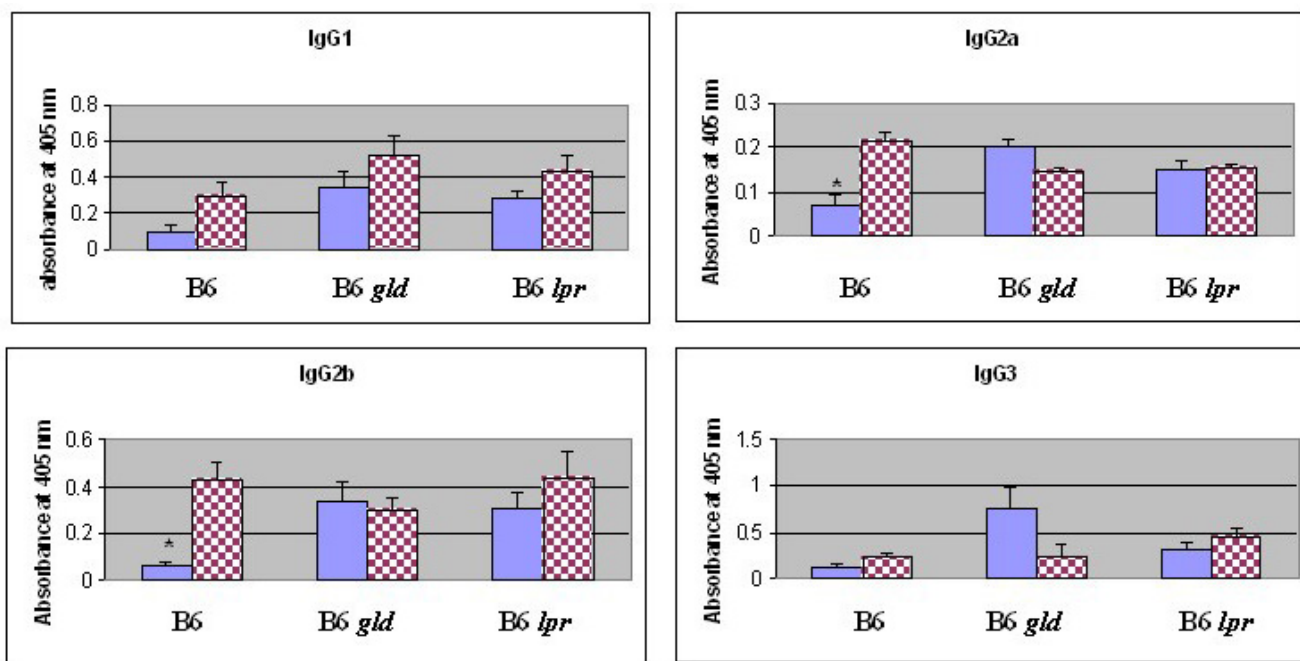 IgG1
absorbance at 405 nm
0.8
0.6
0.4
0.2
0
B6
B6 gld
B6 lpr
IgG2a
Absorbance at 405 nm
0.3
0.2
0.1
0
*
B6
B6 gld
B6 lpr
IgG2b
Absorbance at 405 nm
0.6
0.4
0.2
0
*
B6
B6 gld
B6 lpr
IgG3
Absorbance at 405 nm
1.5
1
0.5
0
B6
B6 gld
B6 lpr